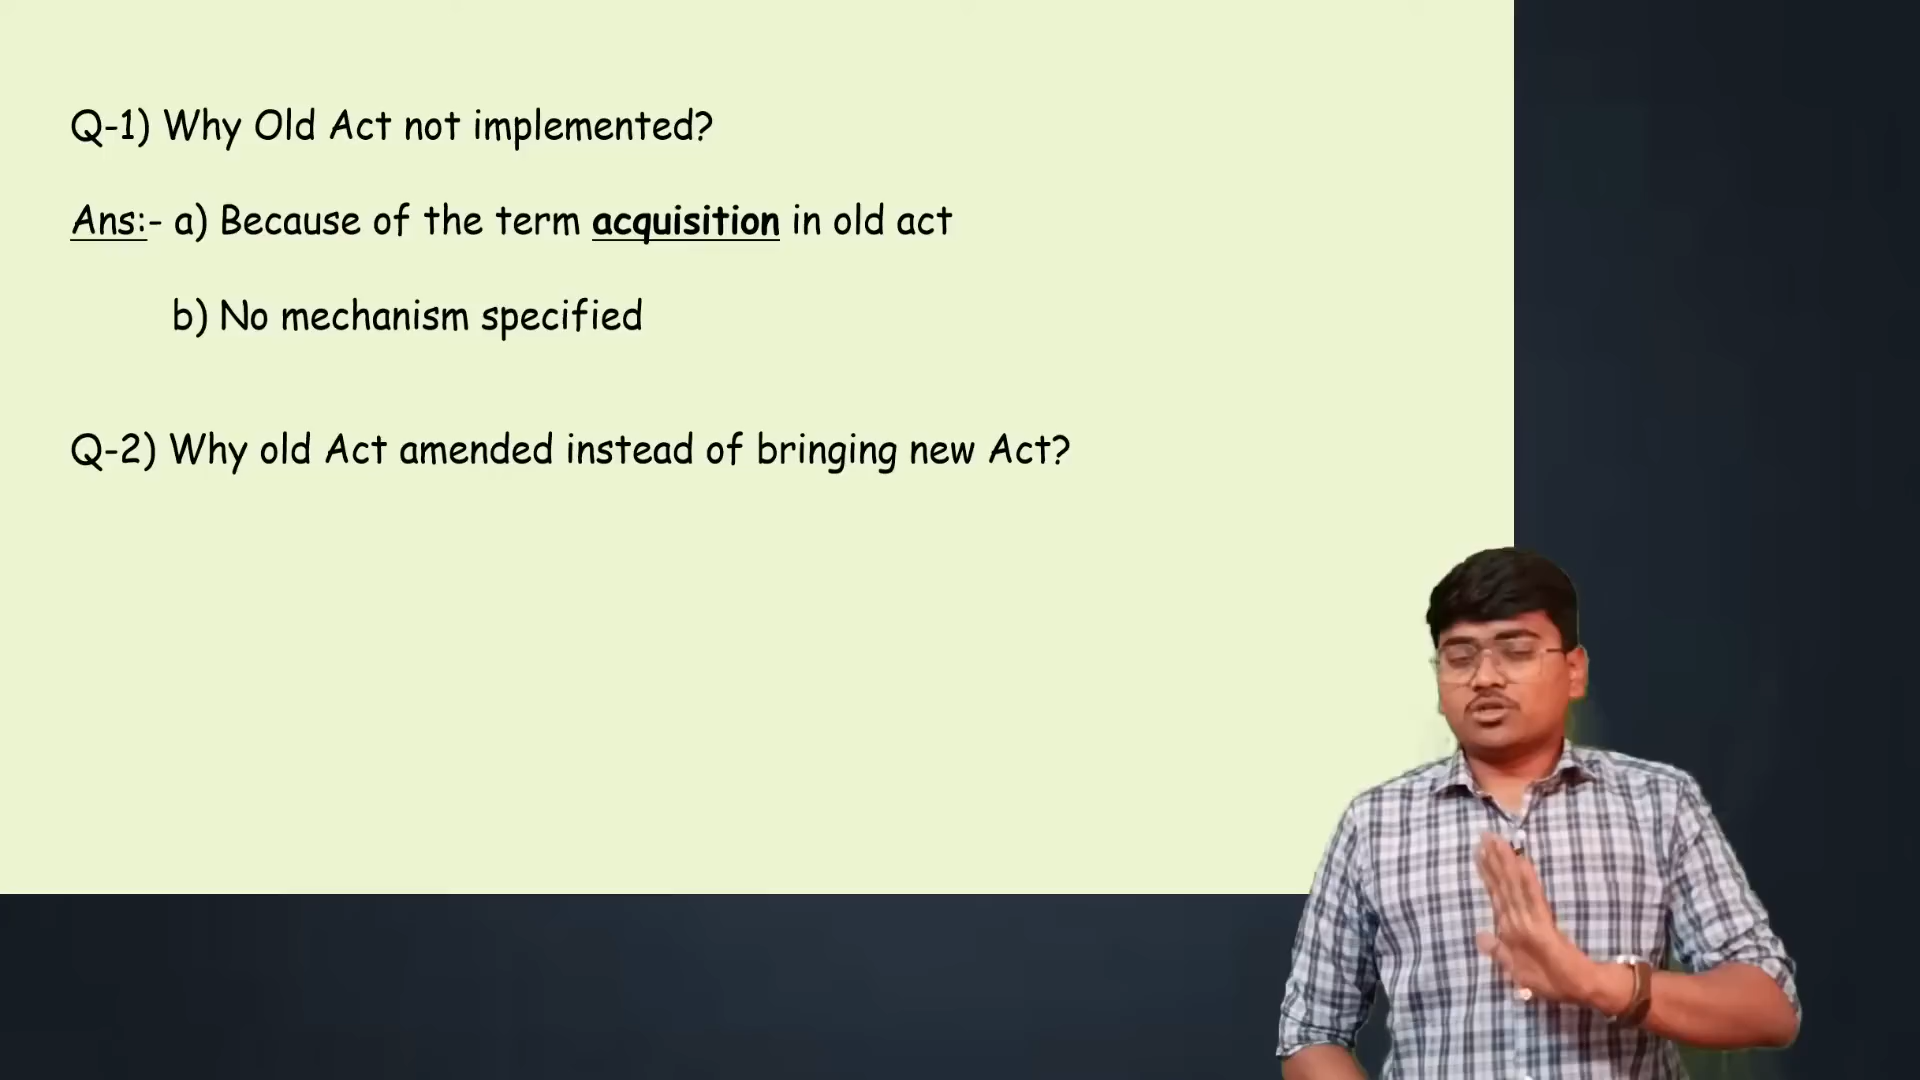 Q-1) Why Old Act not implemented?
Ans:- a) Because of the term acquisition in old act
b) No mechanism specified
Q-2) Why old Act amended instead of bringing new Act?